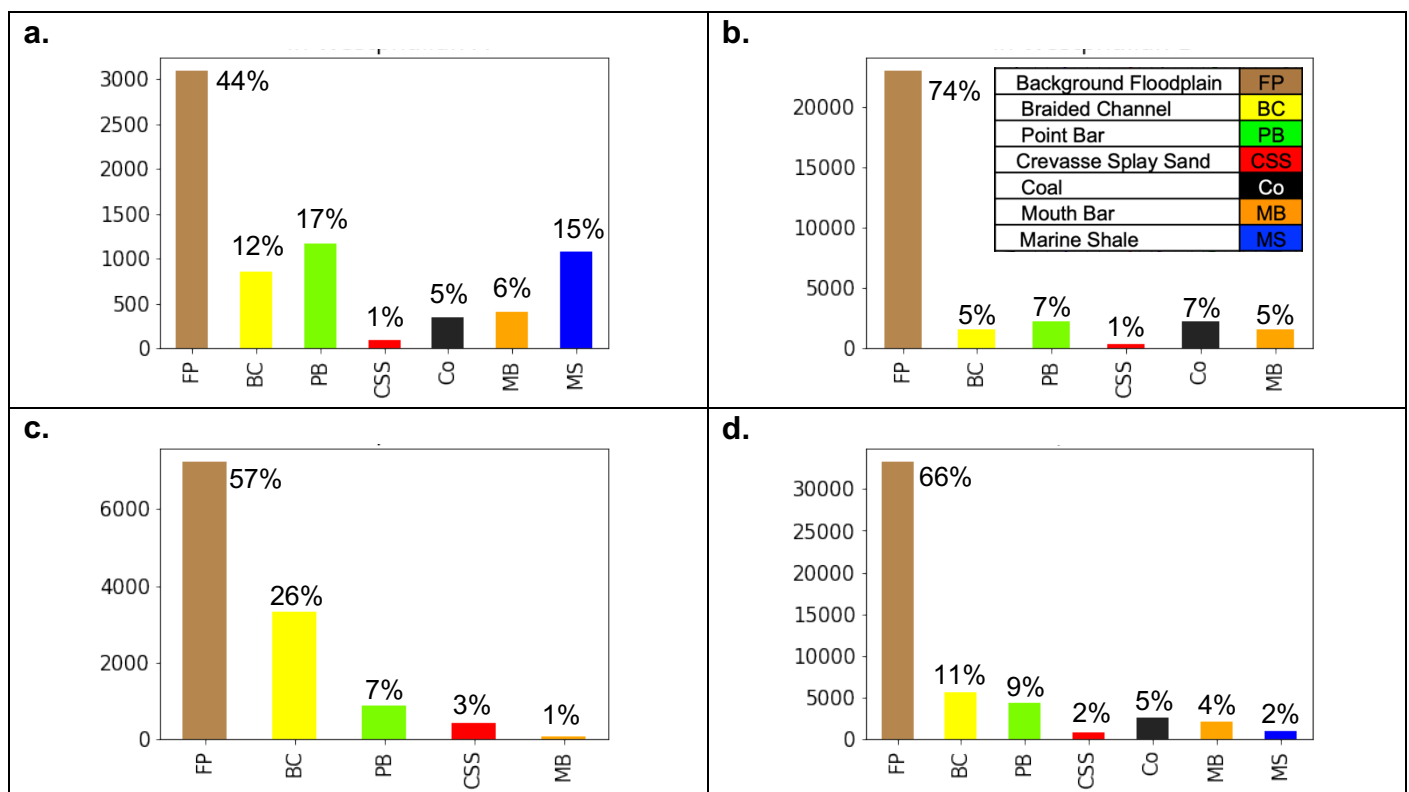 a.
3000
2500
2000
1500
1000
500
0
44%
12%
17%
1%
5%
6%
15%
FP
BC
PB
CSS
Co
MB
MS
b.
20000
15000
10000
5000
0
74%
5%
7%
1%
7%
5%
Background Floodplain FP
Braided Channel BC
Point Bar PB
Crevasse Splay Sand CSS
Coal Co
Mouth Bar MB
Marine Shale MS
FP
BC
PB
CSS
Co
MB
c.
6000
4000
2000
0
57%
26%
7%
3%
1%
FP
BC
PB
CSS
MB
d.
30000
25000
20000
15000
10000
5000
0
66%
11%
9%
2%
5%
4%
2%
FP
BC
PB
CSS
Co
MB
MS